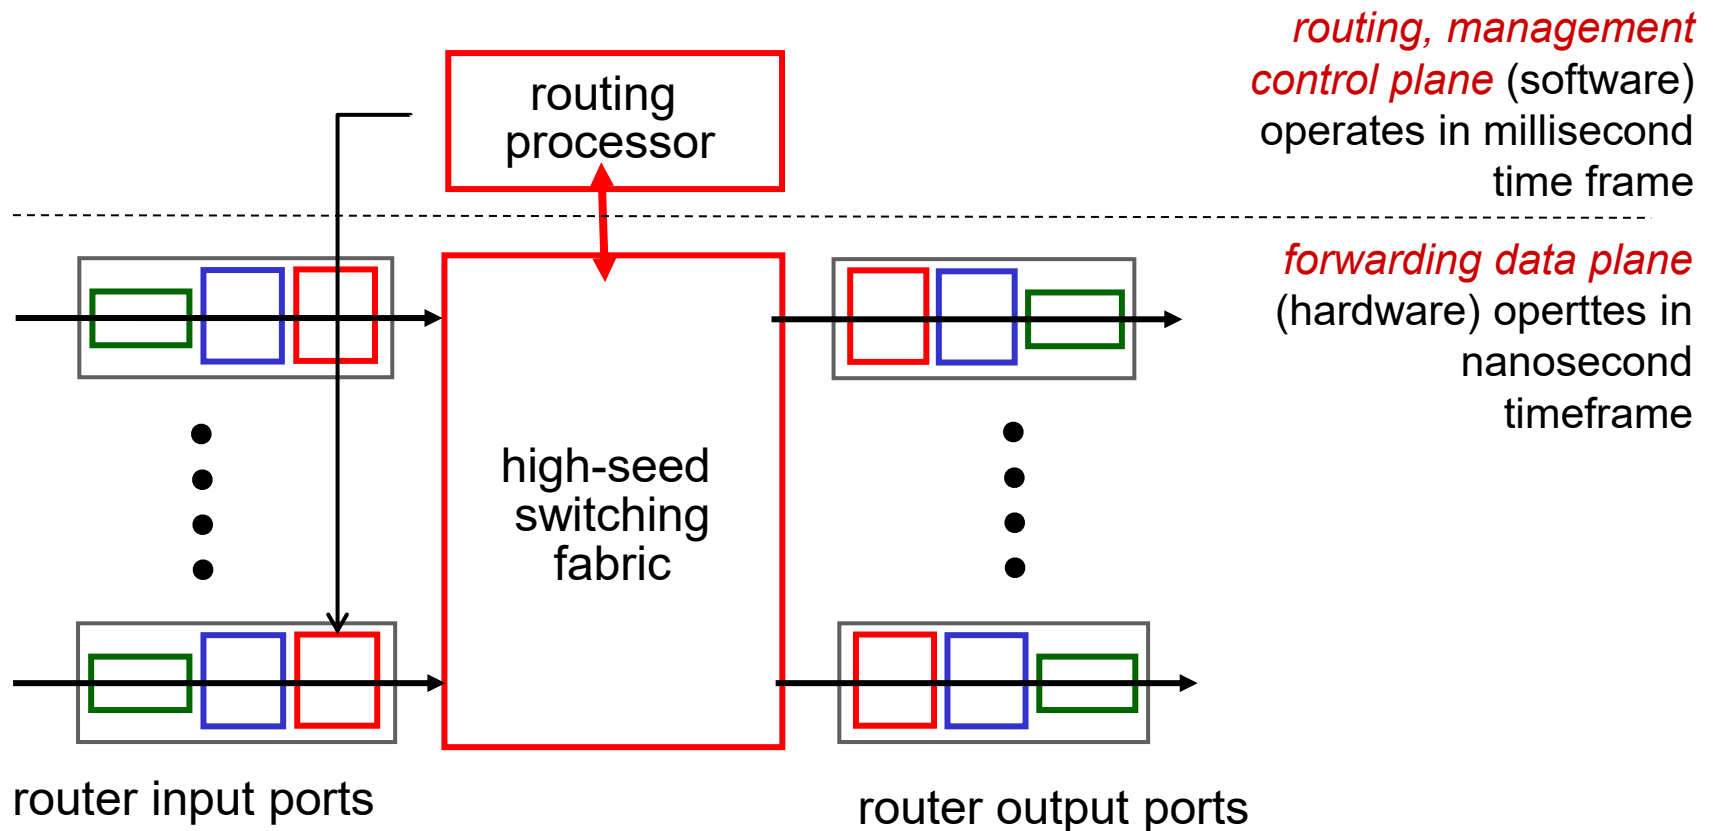 routing, management
control plane (software)
operates in millisecond
time frame
routing
processor
forwarding data plane
(hardware) operttes in
nanosecond
timeframe
high-seed
switching
fabric
router input ports
router output ports